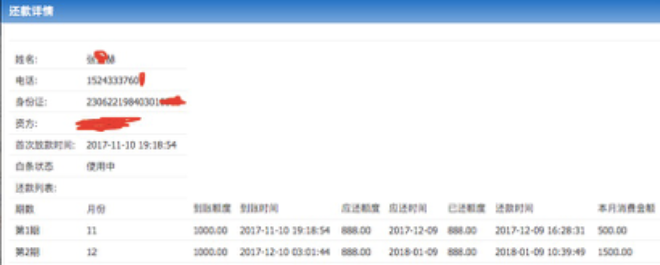 还款详情
姓名: 张
电话: 1524333760
身份证: 230622198403010
资方:
首次放款时间: 2017-11-10 19:18:54
白条状态 使用中
还款列表:
期数 月份 到账额度 到账时间 应还额度 应还时间 已还额度 还款时间 本月消费金额
第1期 11 1000.00 2017-11-10 19:18:54 888.00 2017-12-09 888.00 2017-12-09 16:28:31 500.00
第2期 12 1000.00 2017-12-10 03:01:44 888.00 2018-01-09 888.00 2018-01-09 10:39:49 1500.00